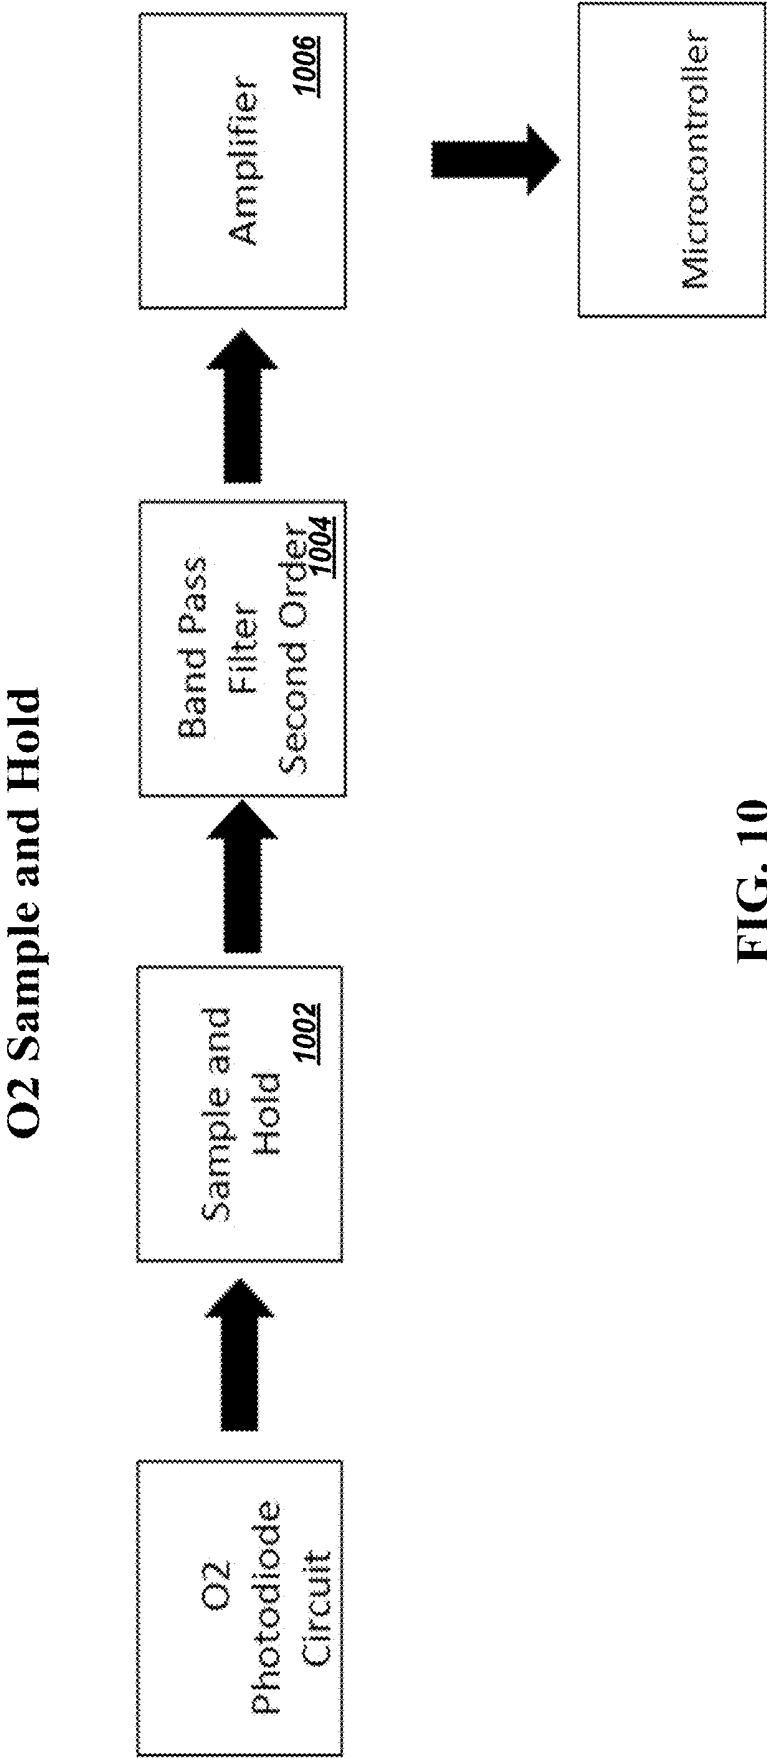 O2 Sample and Hold
O2
Photodiode
Circuit
Sample and
Hold
1002
Band Pass
Filter
Second Order
1004
Amplifier
1006
Microcontroller
FIG. 10